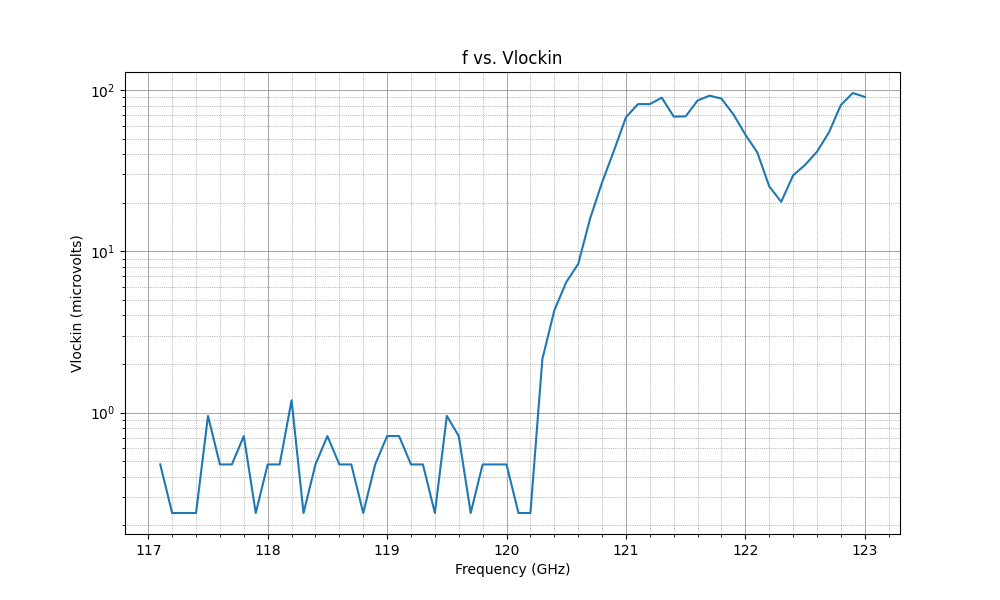 f vs. Vlockin
Vlockin (microvolts)
10²
10¹
10⁰
117 118 119 120 121 122 123
Frequency (GHz)